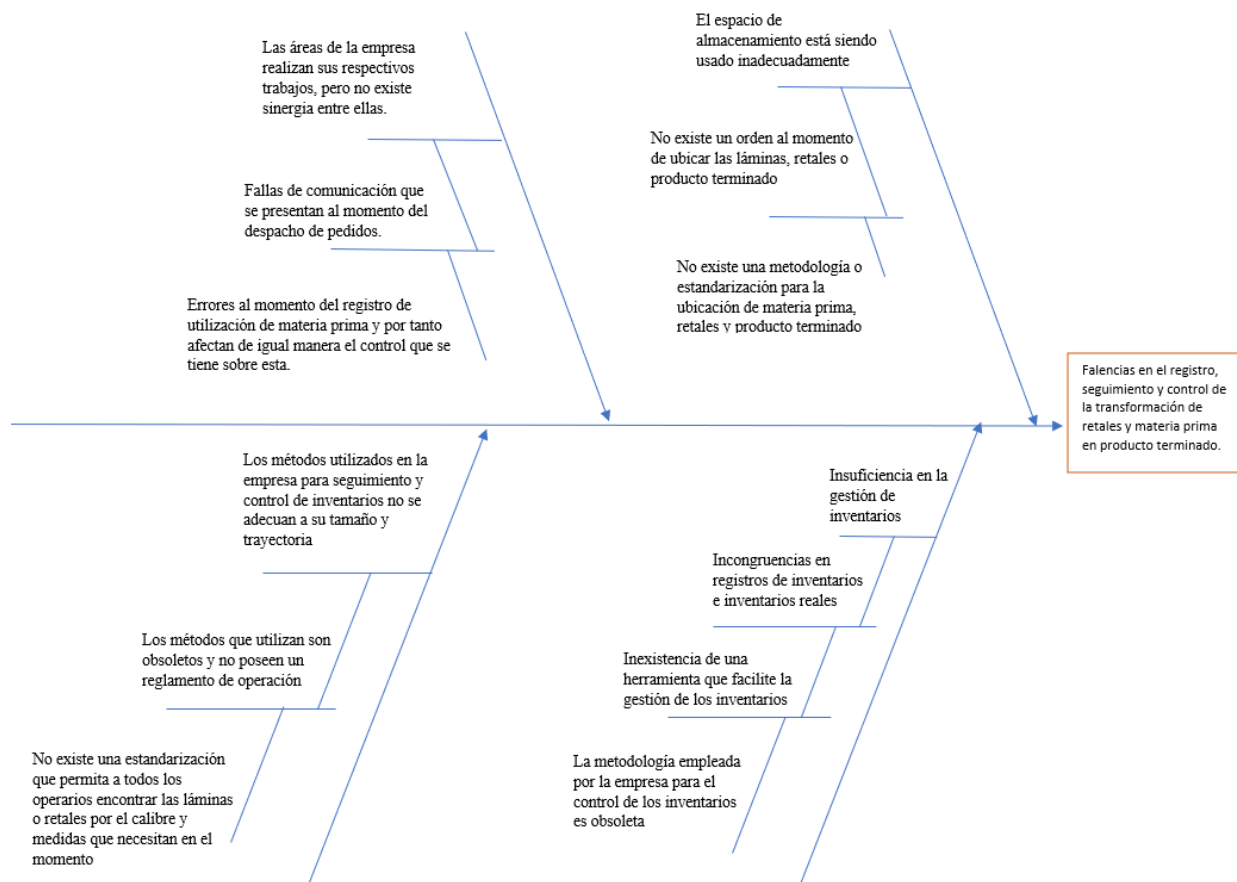 Las áreas de la empresa
realizan sus respectivos
trabajos, pero no existe
sinergia entre ellas.
Fallas de comunicación que
se presentan al momento del
despacho de pedidos.
Errores al momento del registro de
utilización de materia prima y por tanto
afectan de igual manera el control que se
tiene sobre esta.
El espacio de
almacenamiento está siendo
usado inadecuadamente
No existe un orden al momento
de ubicar las láminas, retales o
producto terminado
No existe una metodología o
estandarización para la
ubicación de materia prima,
retales y producto terminado
Falencias en el registro,
seguimiento y control de
la transformación de
retales y materia prima
en producto terminado.
Los métodos utilizados en la
empresa para seguimiento y
control de inventarios no se
adecuan a su tamaño y
trayectoria
Los métodos que utilizan son
obsoletos y no poseen un
reglamento de operación
No existe una estandarización
que permita a todos los
operarios encontrar las láminas
o retales por el calibre y
medidas que necesitan en el
momento
Insuficiencia en la
gestión de
inventarios
Incongruencias en
registros de inventarios
e inventarios reales
Inexistencia de una
herramienta que facilite la
gestión de los inventarios
La metodología empleada
por la empresa para el
control de los inventarios
es obsoleta